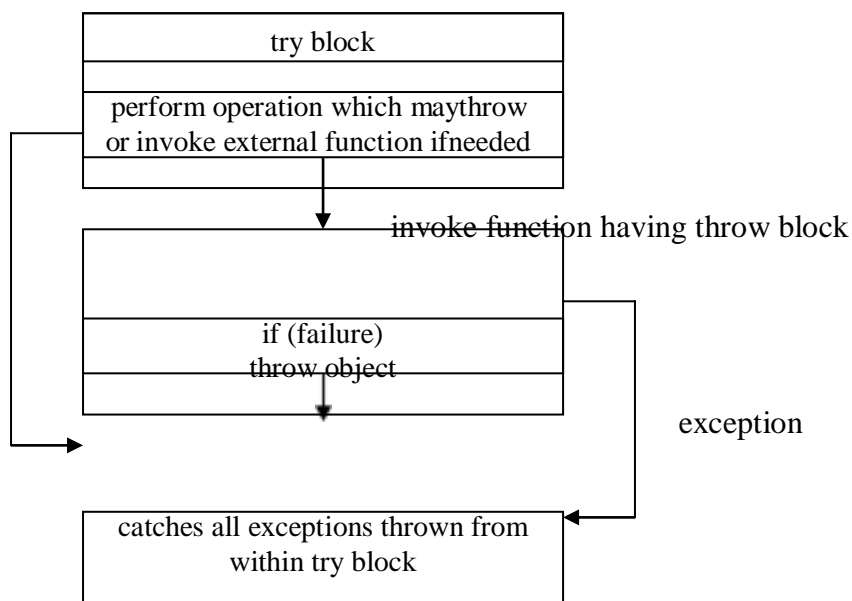 try block
perform operation which maythrow
or invoke external function ifneeded
invoke function having throw block
if (failure)
throw object
exception
catches all exceptions thrown from
within try block